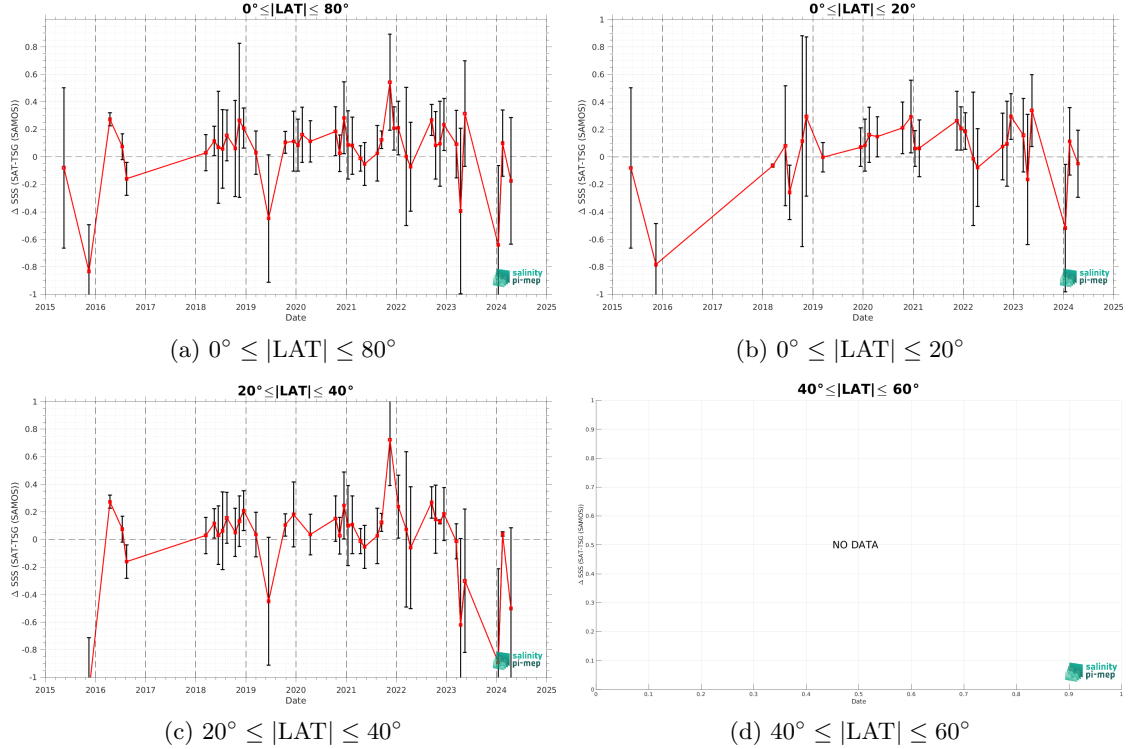 0°≤|LAT|≤ 80°
Δ SSS (SAT-TSG (SAMOS))
0.8
0.6
0.4
0.2
0
-0.2
-0.4
-0.6
-0.8
-1
2015 2016 2017 2018 2019 2020 2021 2022 2023 2024 2025
Date
salinity
pi-mep
(a) 0° ≤ |LAT| ≤ 80°
0°≤|LAT|≤ 20°
Δ SSS (SAT-TSG (SAMOS))
1
0.8
0.6
0.4
0.2
0
-0.2
-0.4
-0.6
-0.8
-1
2015 2016 2017 2018 2019 2020 2021 2022 2023 2024 2025
Date
salinity
pi-mep
(b) 0° ≤ |LAT| ≤ 20°
20°≤|LAT|≤ 40°
Δ SSS (SAT-TSG (SAMOS))
1
0.8
0.6
0.4
0.2
0
-0.2
-0.4
-0.6
-0.8
-1
2015 2016 2017 2018 2019 2020 2021 2022 2023 2024 2025
Date
salinity
pi-mep
(c) 20° ≤ |LAT| ≤ 40°
40°≤|LAT|≤ 60°
Δ SSS (SAT-TSG (SAMOS))
1
0.9
0.8
0.7
0.6
0.5
0.4
0.3
0.2
0.1
0
NO DATA
0 0.1 0.2 0.3 0.4 0.5 0.6 0.7 0.8 0.9 1
Date
salinity
pi-mep
(d) 40° ≤ |LAT| ≤ 60°